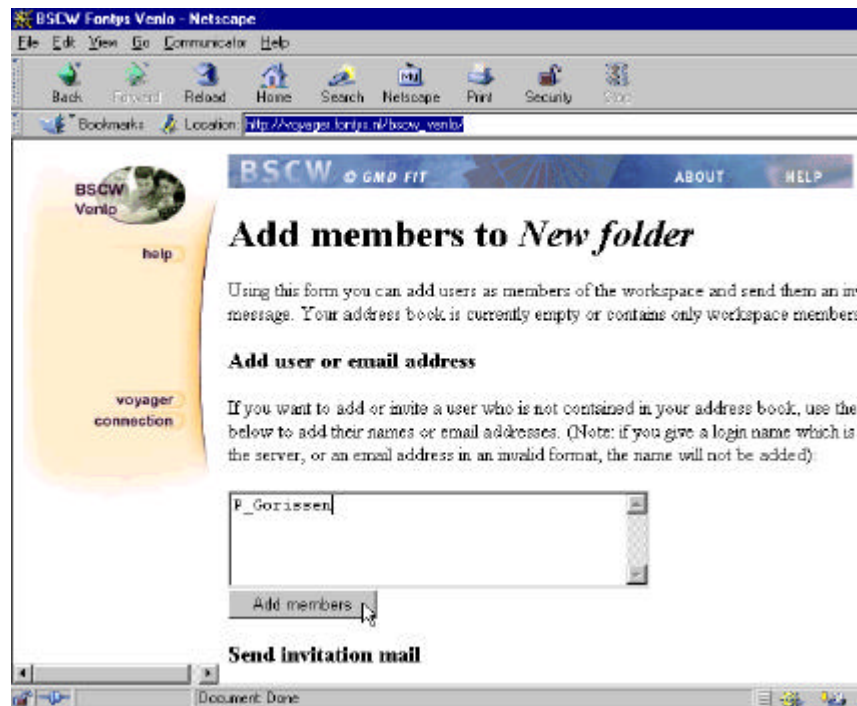 BSCW Fontys Venlo - Netscape
File Edit View Go Communicator Help
Back Forward Reload Home Search Netscape Print Security Stop
Bookmarks Location: http://voyager.fontys.nl/bscw_venlo/
BSCW
Venlo
help
voyager
connection
BSCW © GMD FIT ABOUT HELP
Add members to New folder
Using this form you can add users as members of the workspace and send them an inv
message. Your address book is currently empty or contains only workspace members
Add user or email address
If you want to add or invite a user who is not contained in your address book, use the
below to add their names or email addresses. (Note: if you give a login name which is
the server, or an email address in an invalid format, the name will not be added):
P_Gorissen
Add members
Send invitation mail
Document: Done